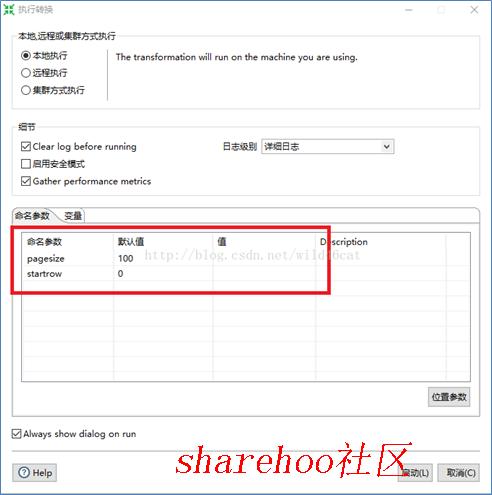 执行转换
本地,远程或集群方式执行
本地执行
The transformation will run on the machine you are using.
远程执行
集群方式执行
细节
Clear log before running
日志级别 详细日志
启用安全模式
Gather performance metrics
命名参数 变量
命名参数 默认值 值 Description
http://blog.csdn.net/wild46cat
pagesize 100
startrow 0
位置参数
Always show dialog on run
sharehoo社区
Help 启动(L) 取消(C)